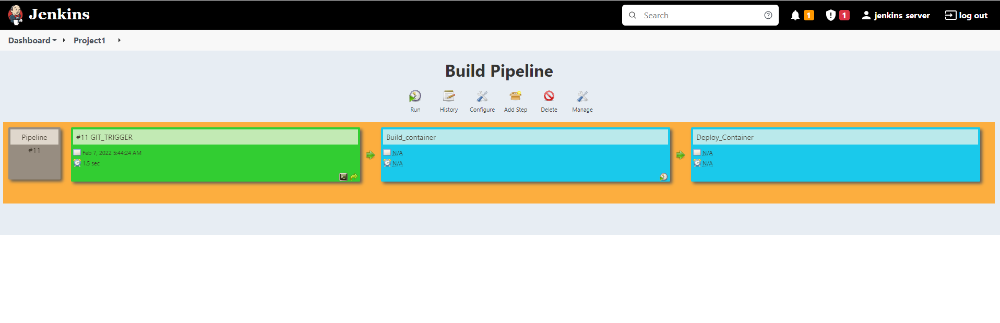 Jenkins
Search
1
1
jenkins_server
log out
Dashboard
Project1
Build Pipeline
Run
History
Configure
Add Step
Delete
Manage
Pipeline
#11
#11 GIT_TRIGGER
Feb 7, 2022 5:44:24 AM
1.5 sec
Build_container
N/A
N/A
Deploy_Container
N/A
N/A